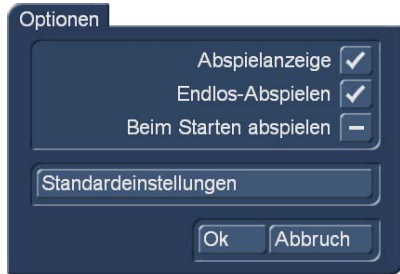 Optionen
Abspielanzeige
Endlos-Abspielen
Beim Starten abspielen
Standardeinstellungen
Ok Abbruch